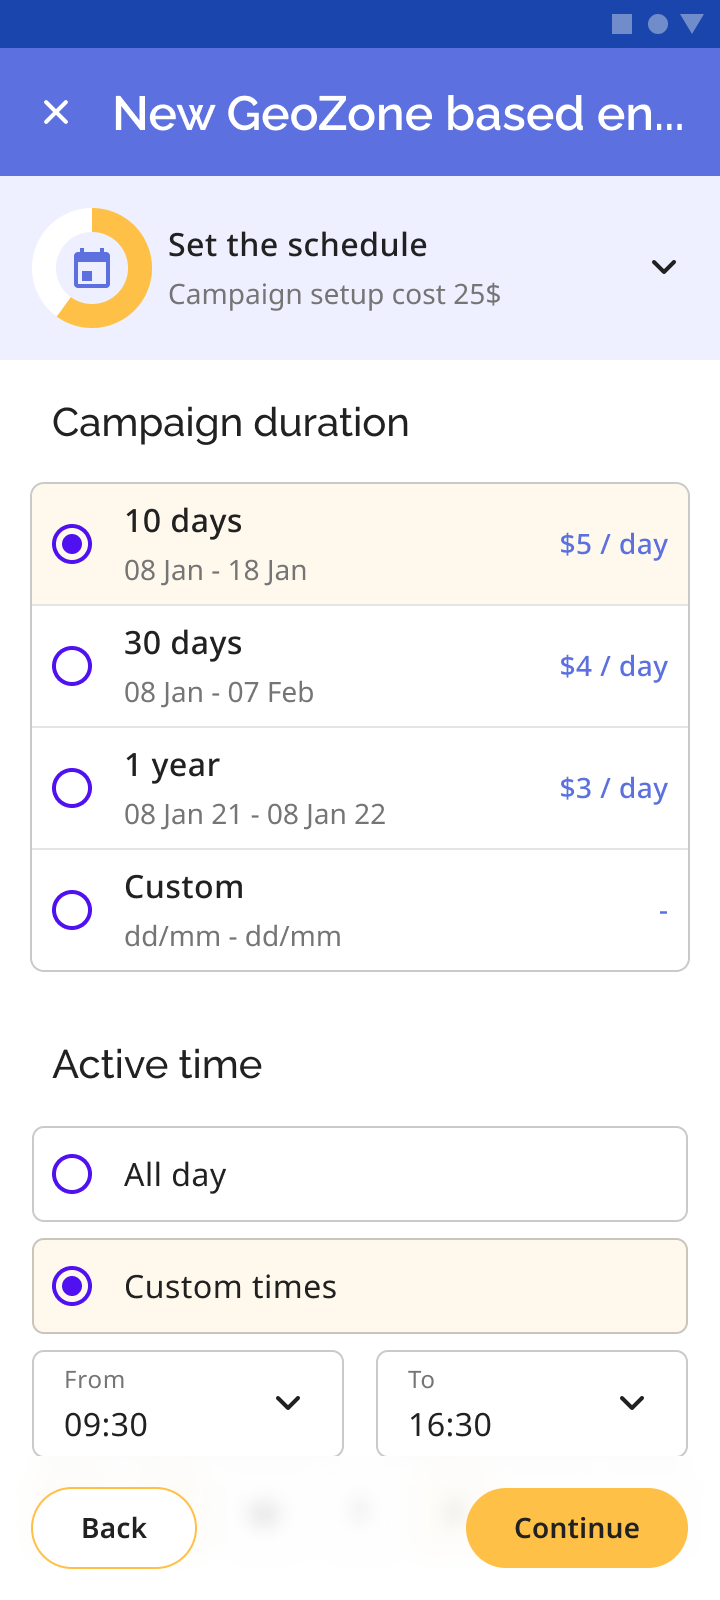 New GeoZone based en...
Set the schedule
Campaign setup cost 25$
Campaign duration
10 days
08 Jan - 18 Jan
$5 / day
30 days
08 Jan - 07 Feb
$4 / day
1 year
08 Jan 21 - 08 Jan 22
$3 / day
Custom
dd/mm - dd/mm
-
Active time
All day
Custom times
From
09:30
To
16:30
Back
Continue